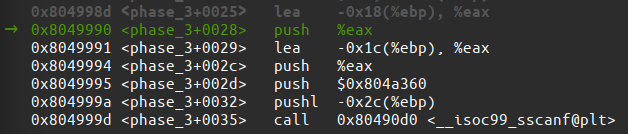 0x804998d <phase_3+0025> lea -0x18(%ebp), %eax
→ 0x8049990 <phase_3+0028> push %eax
0x8049991 <phase_3+0029> lea -0x1c(%ebp), %eax
0x8049994 <phase_3+002c> push %eax
0x8049995 <phase_3+002d> push $0x804a360
0x804999a <phase_3+0032> pushl -0x2c(%ebp)
0x804999d <phase_3+0035> call 0x80490d0 <__isoc99_sscanf@plt>